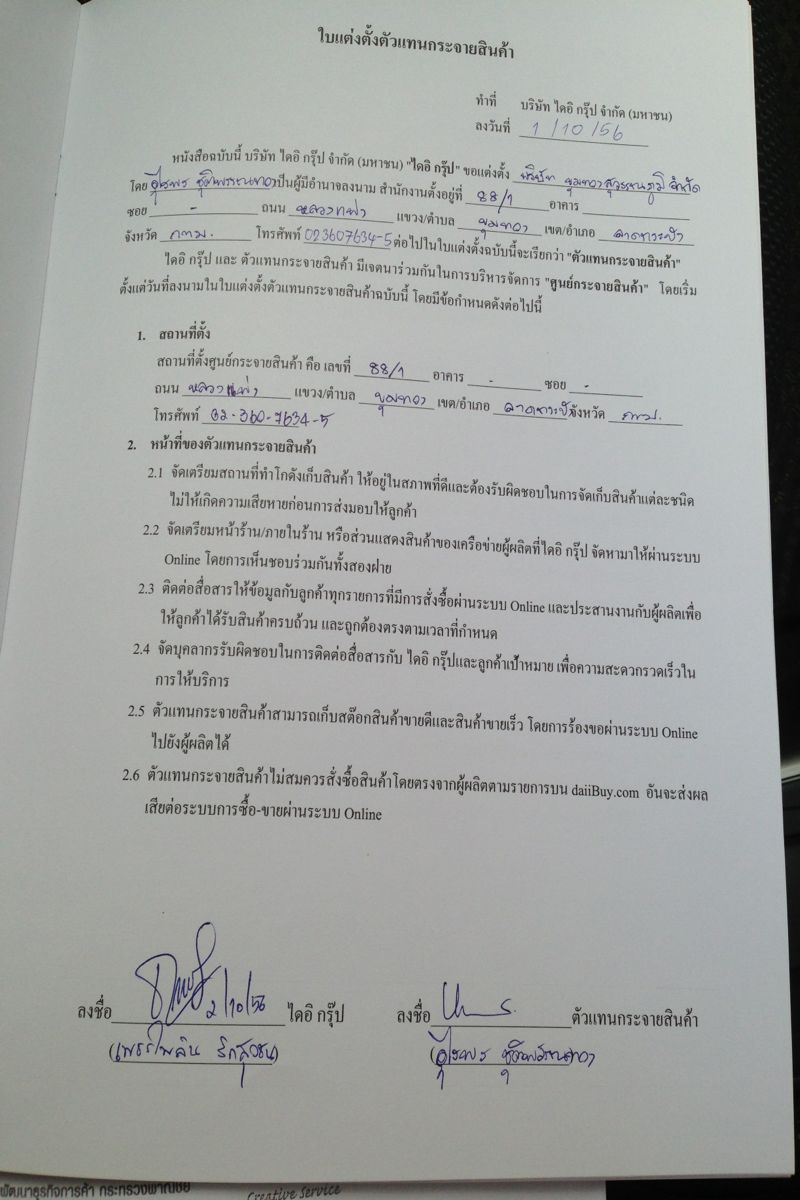 ใบแต่งตั้งตัวแทนกระจายสินค้า
ทำที่ บริษัท ไดอิ กรุ๊ป จำกัด (มหาชน)
ลงวันที่ 1/10/56
หนังสือฉบับนี้ บริษัท ไดอิ กรุ๊ป จำกัด (มหาชน) "ไดอิ กรุ๊ป" ขอแต่งตั้ง บริษัท ขุมทองสุวรรณภูมิ จำกัด
โดย เป็นผู้มีอำนาจลงนาม สำนักงานตั้งอยู่ที่ 88/1 อาคาร
ซอย - ถนน หลวงแพ่ง แขวง/ตำบล ขุมทอง เขต/อำเภอ ลาดกระบัง
จังหวัด กทม. โทรศัพท์ 023607634-5 ต่อไปในใบแต่งตั้งฉบับนี้จะเรียกว่า "ตัวแทนกระจายสินค้า"
ไดอิ กรุ๊ป และ ตัวแทนกระจายสินค้า มีเจตนาร่วมกันในการบริหารจัดการ "ศูนย์กระจายสินค้า" โดยเริ่ม
ตั้งแต่วันที่ลงนามในใบแต่งตั้งตัวแทนกระจายสินค้าฉบับนี้ โดยมีข้อกำหนดดังต่อไปนี้
1. สถานที่ตั้ง
สถานที่ตั้งศูนย์กระจายสินค้า คือ เลขที่ 88/1 อาคาร - ซอย -
ถนน หลวงแพ่ง แขวง/ตำบล ขุมทอง เขต/อำเภอ ลาดกระบัง จังหวัด กทม.
โทรศัพท์ 02-360-7634-5
2. หน้าที่ของตัวแทนกระจายสินค้า
2.1 จัดเตรียมสถานที่ทำโกดังเก็บสินค้า ให้อยู่ในสภาพที่ดีและต้องรับผิดชอบในการจัดเก็บสินค้าแต่ละชนิด
ไม่ให้เกิดความเสียหายก่อนการส่งมอบให้ลูกค้า
2.2 จัดเตรียมหน้าร้าน/ภายในร้าน หรือส่วนแสดงสินค้าของเครือข่ายผู้ผลิตที่ไดอิ กรุ๊ป จัดหามาให้ผ่านระบบ
Online โดยการเห็นชอบร่วมกันทั้งสองฝ่าย
2.3 ติดต่อสื่อสารให้ข้อมูลกับลูกค้าทุกรายการที่มีการสั่งซื้อผ่านระบบ Online และประสานงานกับผู้ผลิตเพื่อ
ให้ลูกค้าได้รับสินค้าครบถ้วน และถูกต้องตรงตามเวลาที่กำหนด
2.4 จัดบุคลากรรับผิดชอบในการติดต่อสื่อสารกับ ไดอิ กรุ๊ปและลูกค้าเป้าหมาย เพื่อความสะดวกรวดเร็วใน
การให้บริการ
2.5 ตัวแทนกระจายสินค้าสามารถเก็บสต๊อกสินค้าขายดีและสินค้าขายเร็ว โดยการร้องขอผ่านระบบ Online
ไปยังผู้ผลิตได้
2.6 ตัวแทนกระจายสินค้าไม่สมควรสั่งซื้อสินค้าโดยตรงจากผู้ผลิตตามรายการบน daiiBuy.com อันจะส่งผล
เสียต่อระบบการซื้อ-ขายผ่านระบบ Online
ลงชื่อ 2/10/56 ไดอิ กรุ๊ป ลงชื่อ ตัวแทนกระจายสินค้า
พัฒนาธุรกิจการค้า กระทรวงพาณิชย์ Creative Service